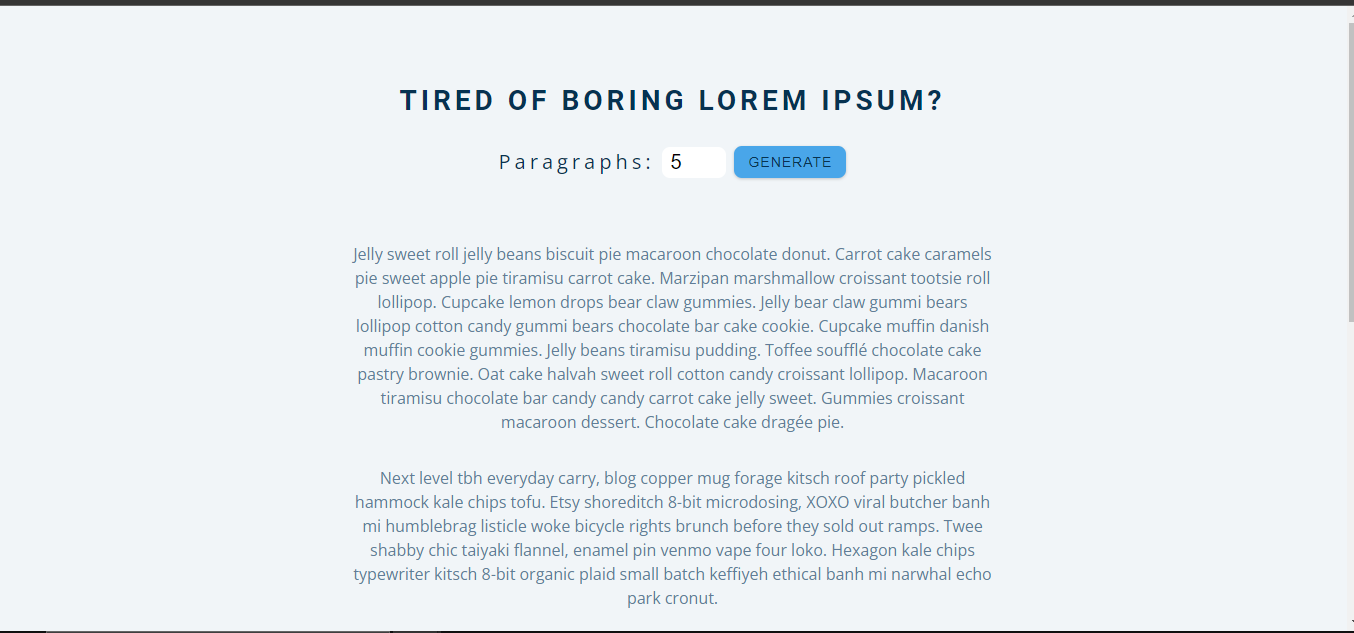 TIRED OF BORING LOREM IPSUM?
Paragraphs: 5 GENERATE
Jelly sweet roll jelly beans biscuit pie macaroon chocolate donut. Carrot cake caramels
pie sweet apple pie tiramisu carrot cake. Marzipan marshmallow croissant tootsie roll
lollipop. Cupcake lemon drops bear claw gummies. Jelly bear claw gummi bears
lollipop cotton candy gummi bears chocolate bar cake cookie. Cupcake muffin danish
muffin cookie gummies. Jelly beans tiramisu pudding. Toffee soufflé chocolate cake
pastry brownie. Oat cake halvah sweet roll cotton candy croissant lollipop. Macaroon
tiramisu chocolate bar candy candy carrot cake jelly sweet. Gummies croissant
macaroon dessert. Chocolate cake dragée pie.
Next level tbh everyday carry, blog copper mug forage kitsch roof party pickled
hammock kale chips tofu. Etsy shoreditch 8-bit microdosing, XOXO viral butcher banh
mi humblebrag listicle woke bicycle rights brunch before they sold out ramps. Twee
shabby chic taiyaki flannel, enamel pin venmo vape four loko. Hexagon kale chips
typewriter kitsch 8-bit organic plaid small batch keffiyeh ethical banh mi narwhal echo
park cronut.